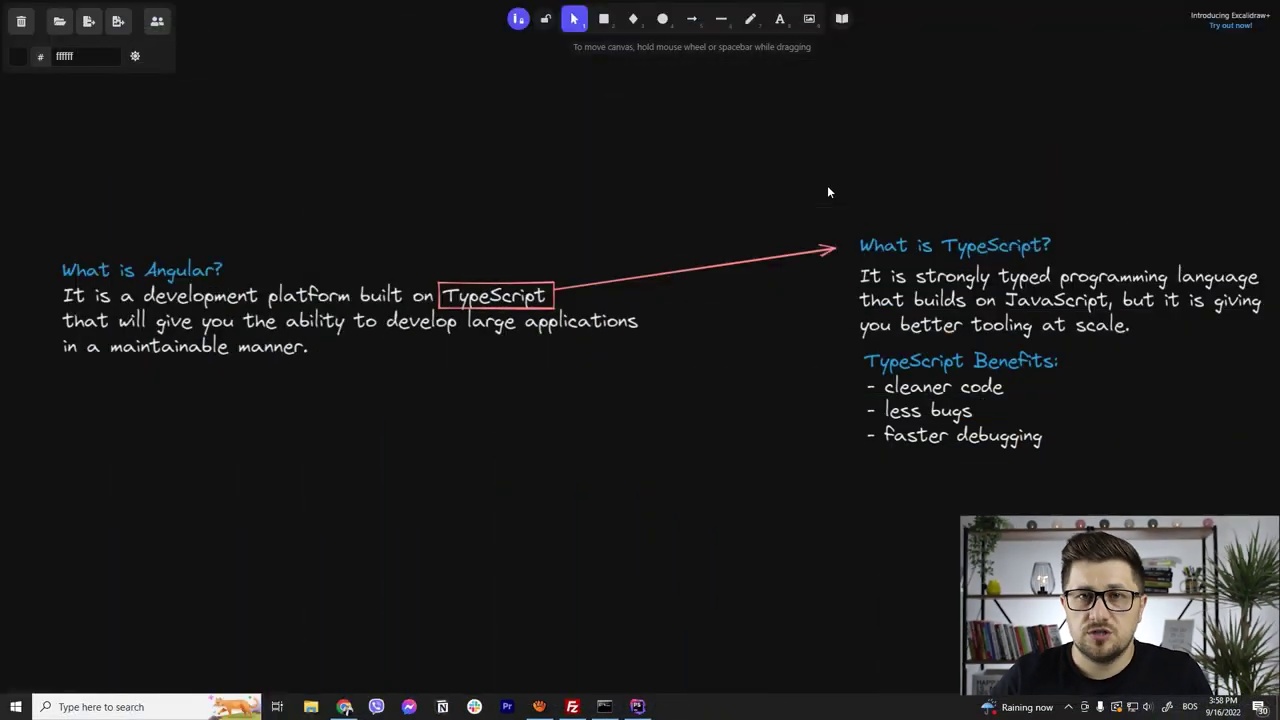 Introducing Excalidraw+
Try out now!
# ffffff
To move canvas, hold mouse wheel or spacebar while dragging
What is Angular?
It is a development platform built on TypeScript
that will give you the ability to develop large applications
in a maintainable manner.
What is TypeScript?
It is strongly typed programming language
that builds on JavaScript, but it is giving
you better tooling at scale.
TypeScript Benefits:
- cleaner code
- less bugs
- faster debugging
Type here to search
Raining now
BOS
3:58 PM
9/16/2022
30